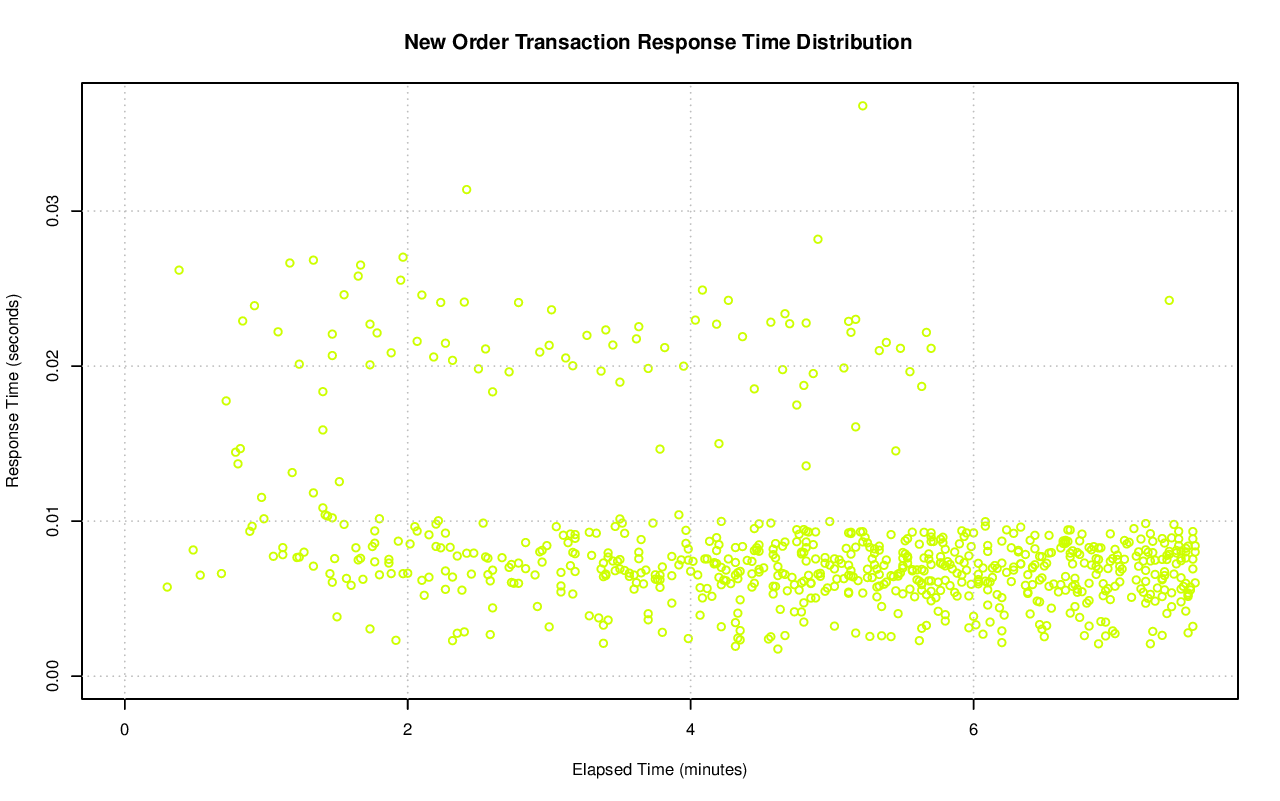 New Order Transaction Response Time Distribution
Response Time (seconds)
0.03
0.02
0.01
0.00
0 2 4 6
Elapsed Time (minutes)